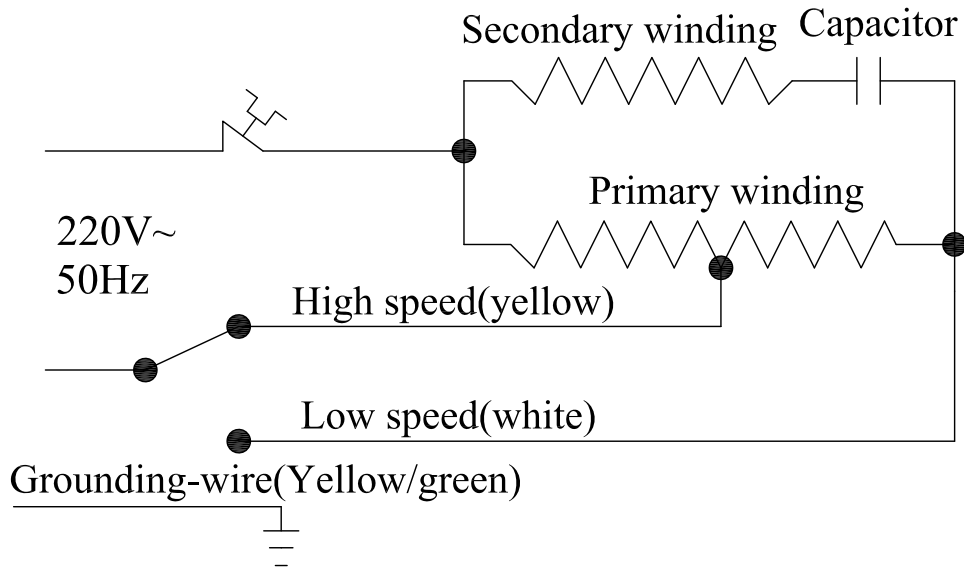 Secondary winding
Capacitor
Primary winding
220V~
50Hz
High speed(yellow)
Low speed(white)
Grounding-wire(Yellow/green)